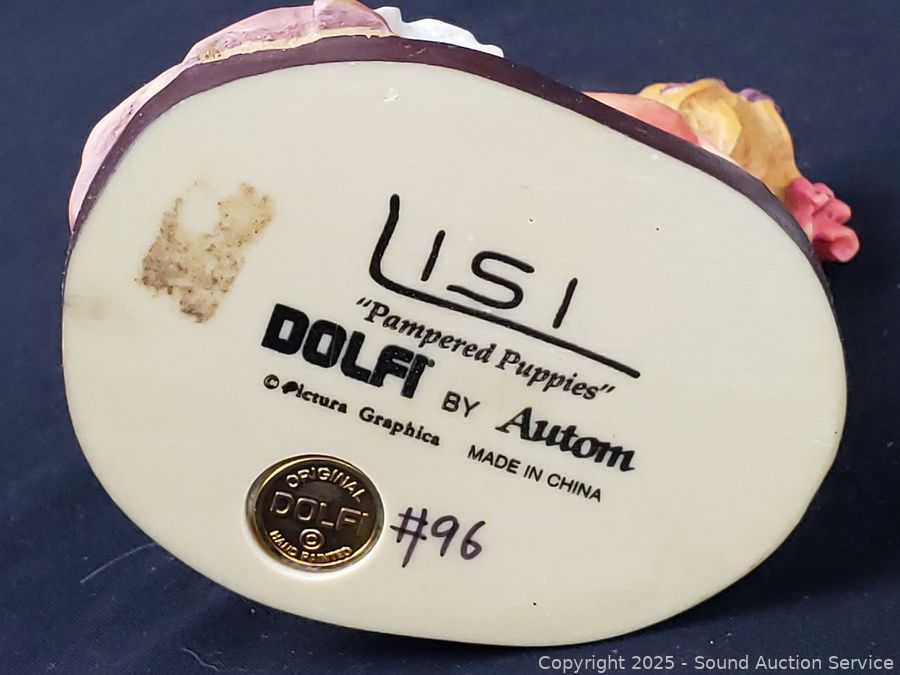 LISI
"Pampered Puppies"
DOLFi BY Autom
© Pictura Graphica
MADE IN CHINA
ORIGINAL
DOLFi
©
HAND PAINTED
#96
Copyright 2025 - Sound Auction Service